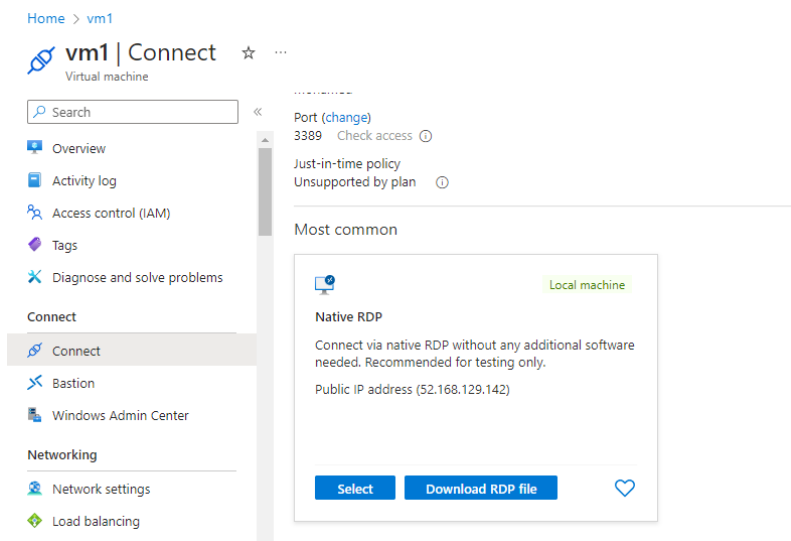 Home > vm1
vm1 | Connect
Virtual machine
Search
Overview
Activity log
Access control (IAM)
Tags
Diagnose and solve problems
Connect
Connect
Bastion
Windows Admin Center
Networking
Network settings
Load balancing
Port (change)
3389 Check access
Just-in-time policy
Unsupported by plan
Most common
Local machine
Native RDP
Connect via native RDP without any additional software
needed. Recommended for testing only.
Public IP address (52.168.129.142)
Select
Download RDP file